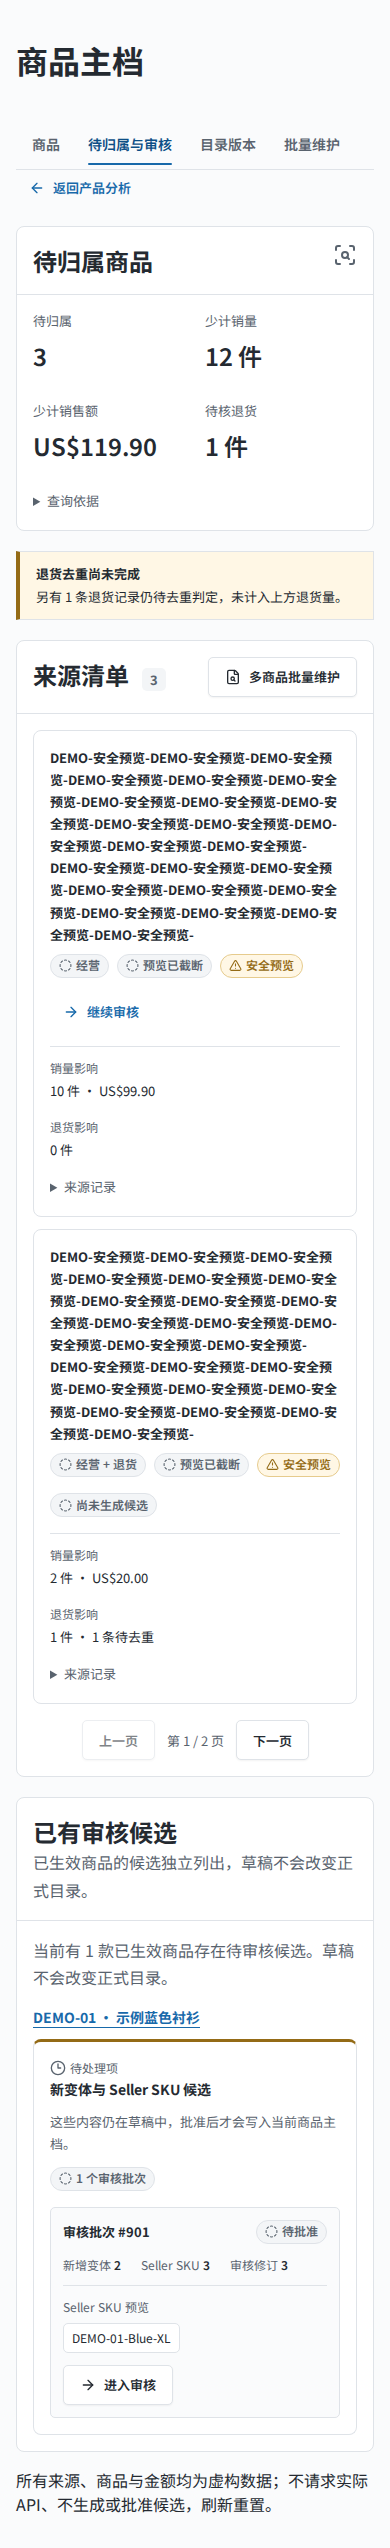 商品主档
商品 待归属与审核 目录版本 批量维护
← 返回产品分析
待归属商品
待归属 少计销量
3 12 件
少计销售额 待核退货
US$119.90 1 件
查询依据
退货去重尚未完成
另有 1 条退货记录仍待去重判定，未计入上方退货量。
来源清单 3 多商品批量维护
DEMO-安全预览-DEMO-安全预览-DEMO-安全预
览-DEMO-安全预览-DEMO-安全预览-DEMO-安全
预览-DEMO-安全预览-DEMO-安全预览-DEMO-安
全预览-DEMO-安全预览-DEMO-安全预览-DEMO-
安全预览-DEMO-安全预览-DEMO-安全预览-
DEMO-安全预览-DEMO-安全预览-DEMO-安全预
览-DEMO-安全预览-DEMO-安全预览-DEMO-安全
预览-DEMO-安全预览-DEMO-安全预览-DEMO-安
全预览-DEMO-安全预览-
经营 预览已截断 安全预览
→ 继续审核
销量影响
10 件 • US$99.90
退货影响
0 件
来源记录
DEMO-安全预览-DEMO-安全预览-DEMO-安全预
览-DEMO-安全预览-DEMO-安全预览-DEMO-安全
预览-DEMO-安全预览-DEMO-安全预览-DEMO-安
全预览-DEMO-安全预览-DEMO-安全预览-DEMO-
安全预览-DEMO-安全预览-DEMO-安全预览-
DEMO-安全预览-DEMO-安全预览-DEMO-安全预
览-DEMO-安全预览-DEMO-安全预览-DEMO-安全
预览-DEMO-安全预览-DEMO-安全预览-DEMO-安
全预览-DEMO-安全预览-
经营 + 退货 预览已截断 安全预览
尚未生成候选
销量影响
2 件 • US$20.00
退货影响
1 件 • 1 条待去重
来源记录
上一页 第 1 / 2 页 下一页
已有审核候选
已生效商品的候选独立列出，草稿不会改变正
式目录。
当前有 1 款已生效商品存在待审核候选。草稿
不会改变正式目录。
DEMO-01 • 示例蓝色衬衫
待处理项
新变体与 Seller SKU 候选
这些内容仍在草稿中，批准后才会写入当前商品主
档。
1 个审核批次
审核批次 #901 待批准
新增变体 2 Seller SKU 3 审核修订 3
Seller SKU 预览
DEMO-01-Blue-XL
→ 进入审核
所有来源、商品与金额均为虚构数据；不请求实际
API、不生成或批准候选，刷新重置。